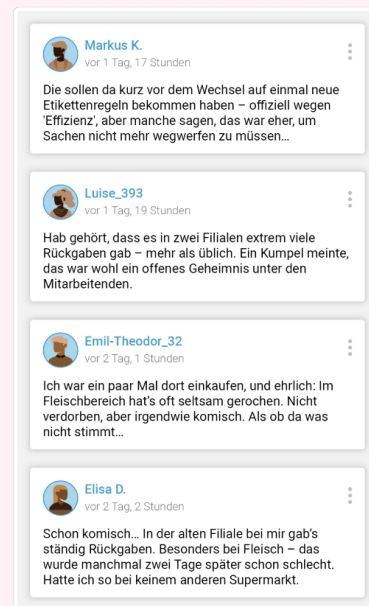 Markus K.
vor 1 Tag, 17 Stunden
Die sollen da kurz vor dem Wechsel auf einmal neue
Etikettenregeln bekommen haben – offiziell wegen
'Effizienz', aber manche sagen, das war eher, um
Sachen nicht mehr wegwerfen zu müssen…
Luise_393
vor 1 Tag, 19 Stunden
Hab gehört, dass es in zwei Filialen extrem viele
Rückgaben gab – mehr als üblich. Ein Kumpel meinte,
das war wohl ein offenes Geheimnis unter den
Mitarbeitenden.
Emil-Theodor_32
vor 2 Tag, 1 Stunden
Ich war ein paar Mal dort einkaufen, und ehrlich: Im
Fleischbereich hat's oft seltsam gerochen. Nicht
verdorben, aber irgendwie komisch. Als ob da was
nicht stimmt…
Elisa D.
vor 2 Tag, 2 Stunden
Schon komisch… In der alten Filiale bei mir gab's
ständig Rückgaben. Besonders bei Fleisch – das
wurde manchmal zwei Tage später schon schlecht.
Hatte ich so bei keinem anderen Supermarkt.